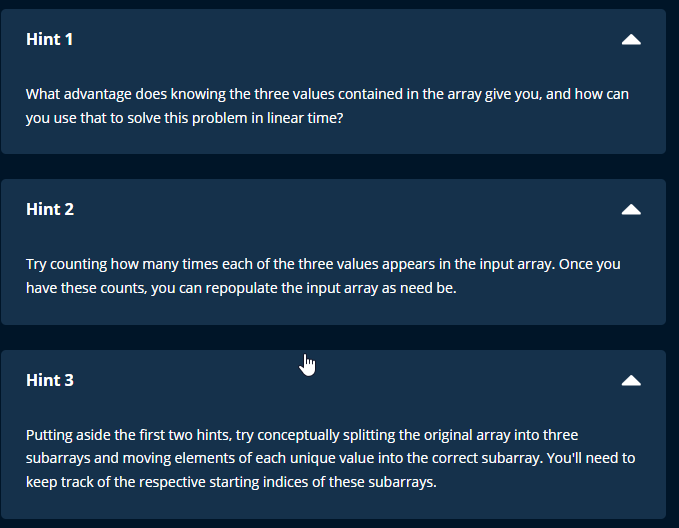 Hint 1
What advantage does knowing the three values contained in the array give you, and how can
you use that to solve this problem in linear time?
Hint 2
Try counting how many times each of the three values appears in the input array. Once you
have these counts, you can repopulate the input array as need be.
Hint 3
Putting aside the first two hints, try conceptually splitting the original array into three
subarrays and moving elements of each unique value into the correct subarray. You'll need to
keep track of the respective starting indices of these subarrays.